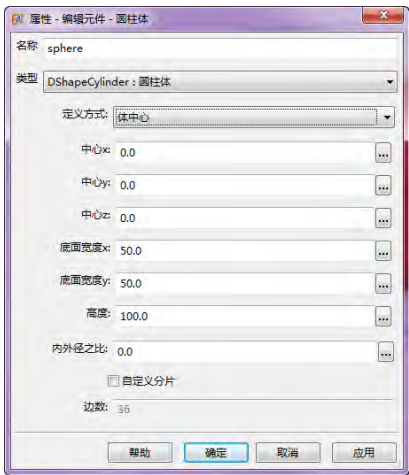 属性 - 编辑元件 - 圆柱体
名称 sphere
类型 DShapeCylinder : 圆柱体
定义方式: 体中心
中心x: 0.0 ...
中心y: 0.0 ...
中心z: 0.0 ...
底面宽度x: 50.0 ...
底面宽度y: 50.0 ...
高度: 100.0 ...
内外径之比: 0.0 ...
自定义分片
边数: 36
帮助 确定 取消 应用